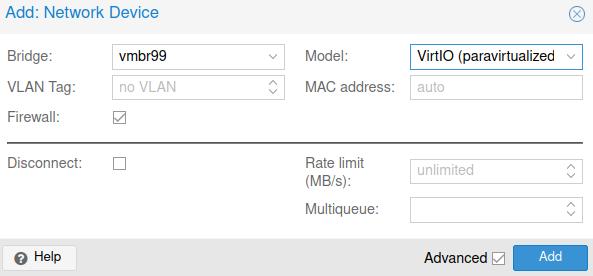 Add: Network Device
Bridge: vmbr99 Model: VirtIO (paravirtualized
VLAN Tag: no VLAN MAC address: auto
Firewall:
Disconnect: Rate limit (MB/s): unlimited
Multiqueue:
Help Advanced Add